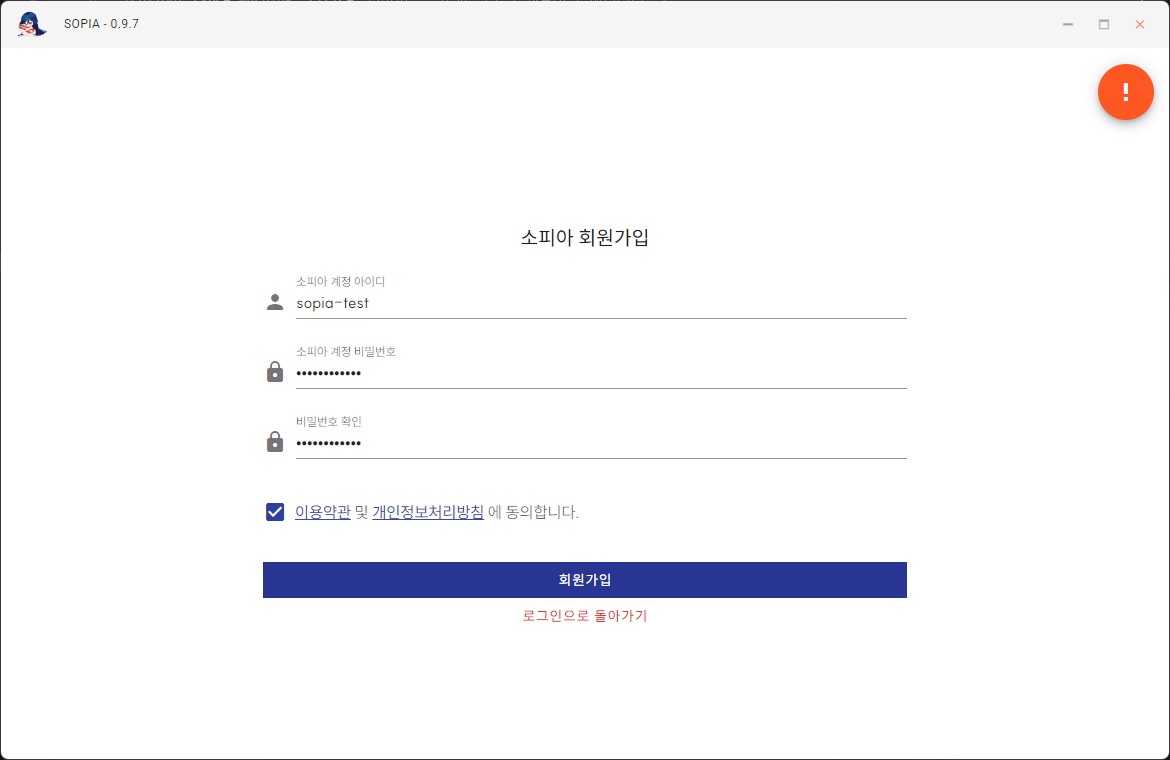 SOPIA - 0.9.7
!
소피아 회원가입
소피아 계정 아이디
sopia-test
소피아 계정 비밀번호
••••••••••••
비밀번호 확인
••••••••••••
이용약관 및 개인정보처리방침 에 동의합니다.
회원가입
로그인으로 돌아가기